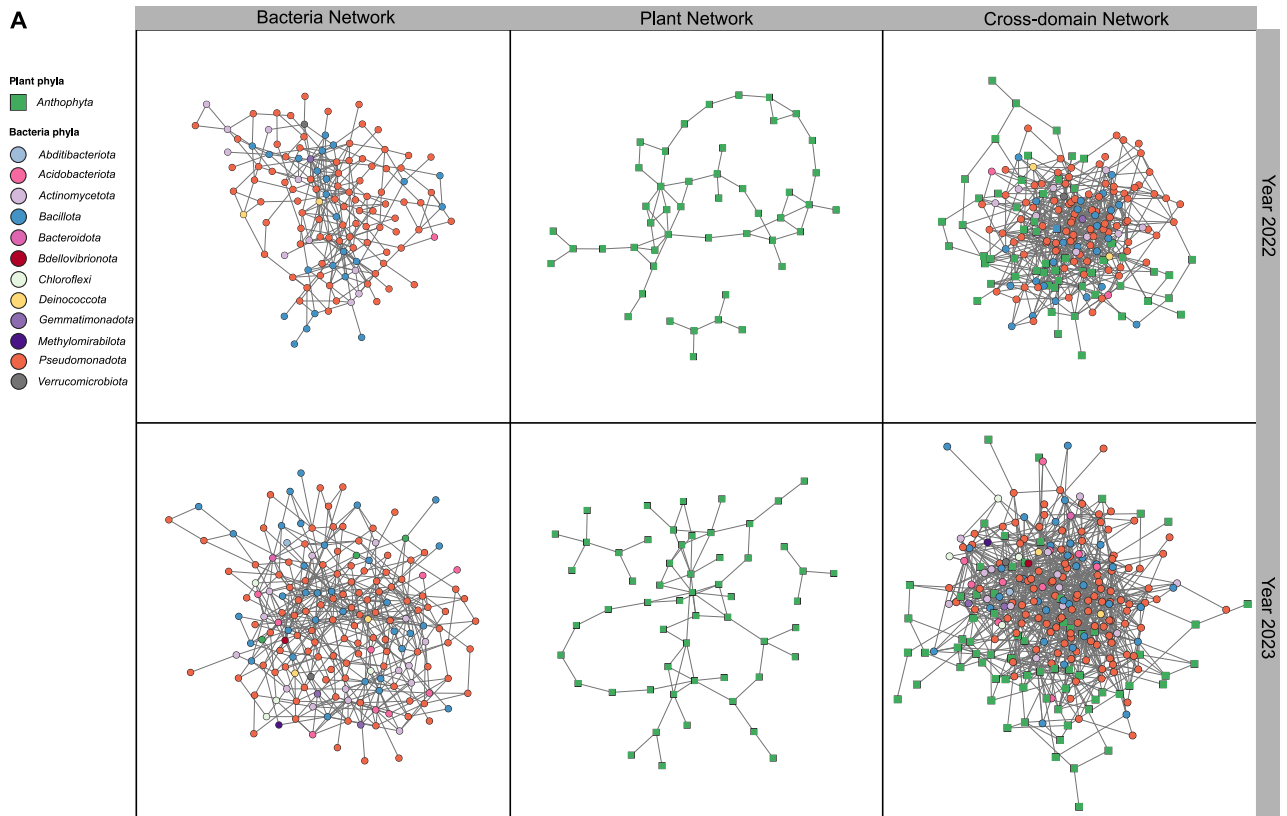 A
Bacteria Network
Plant Network
Cross-domain Network
Plant phyla
Anthophyta
Bacteria phyla
Abditibacteriota
Acidobacteriota
Actinomycetota
Bacillota
Bacteroidota
Bdellovibrionota
Chloroflexi
Deinococcota
Gemmatimonadota
Methylomirabilota
Pseudomonadota
Verrucomicrobiota
Year 2022
Year 2023